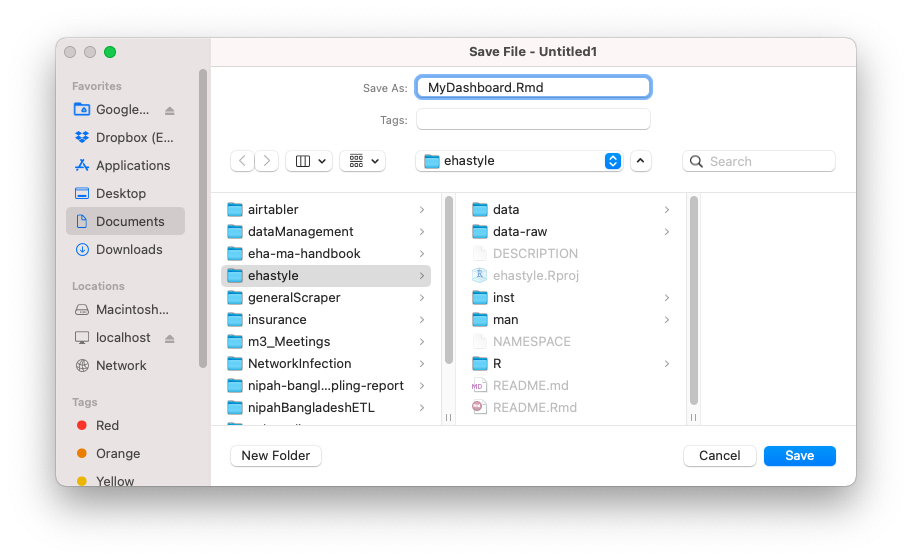 Save File - Untitled1
Save As:
MyDashboard.Rmd
Tags:
ehastyle
Search
Favorites
Google...
Dropbox (E...
Applications
Desktop
Documents
Downloads
Locations
Macintosh...
localhost
Network
Tags
Red
Orange
Yellow
airtabler
dataManagement
eha-ma-handbook
ehastyle
generalScraper
insurance
m3_Meetings
NetworkInfection
nipah-bangl...pling-report
nipahBangladeshETL
data
data-raw
DESCRIPTION
ehastyle.Rproj
inst
man
NAMESPACE
R
README.md
README.Rmd
New Folder
Cancel
Save